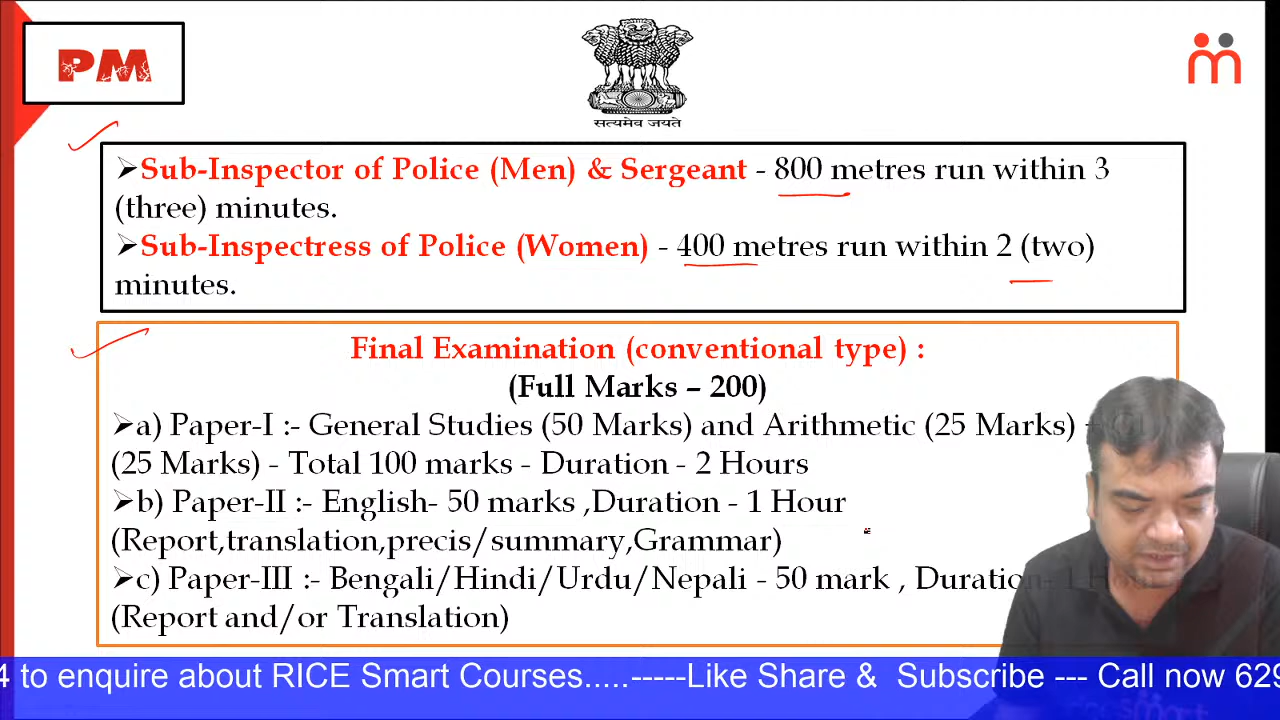 PM
सत्यमेव जयते
➢Sub-Inspector of Police (Men) & Sergeant - 800 metres run within 3
(three) minutes.
➢Sub-Inspectress of Police (Women) - 400 metres run within 2 (two)
minutes.
Final Examination (conventional type) :
(Full Marks – 200)
➢a) Paper-I :- General Studies (50 Marks) and Arithmetic (25 Marks) +
(25 Marks) - Total 100 marks - Duration - 2 Hours
➢b) Paper-II :- English- 50 marks ,Duration - 1 Hour
(Report,translation,precis/summary,Grammar)
➢c) Paper-III :- Bengali/Hindi/Urdu/Nepali - 50 mark , Duration- 1 Hour
(Report and/or Translation)
4 to enquire about RICE Smart Courses.....-----Like Share & Subscribe --- Call now 629